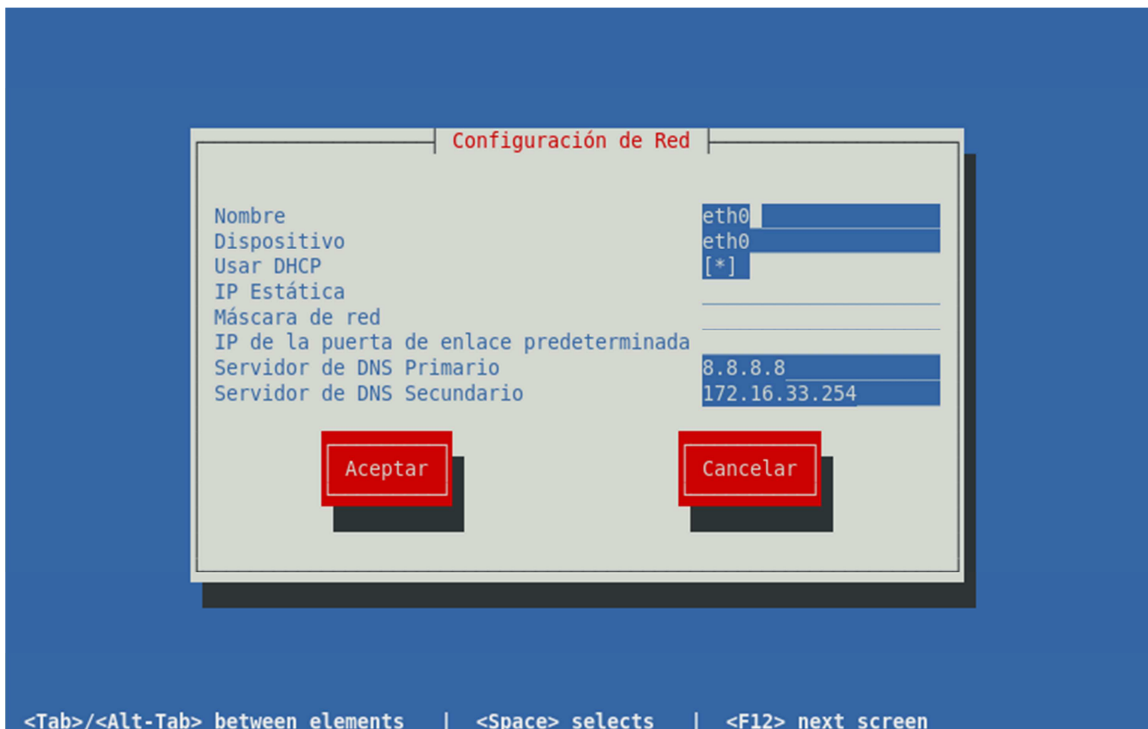 Configuración de Red
Nombre eth0
Dispositivo eth0
Usar DHCP [*]
IP Estática
Máscara de red
IP de la puerta de enlace predeterminada
Servidor de DNS Primario 8.8.8.8
Servidor de DNS Secundario 172.16.33.254
Aceptar Cancelar
<Tab>/<Alt-Tab> between elements | <Space> selects | <F12> next screen